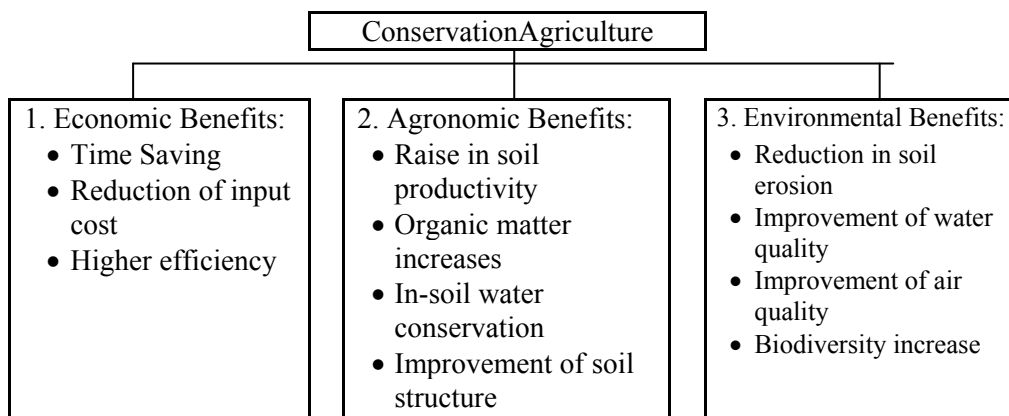 ConservationAgriculture
1. Economic Benefits:
• Time Saving
• Reduction of input
cost
• Higher efficiency
2. Agronomic Benefits:
• Raise in soil
productivity
• Organic matter
increases
• In-soil water
conservation
• Improvement of soil
structure
3. Environmental Benefits:
• Reduction in soil
erosion
• Improvement of water
quality
• Improvement of air
quality
• Biodiversity increase